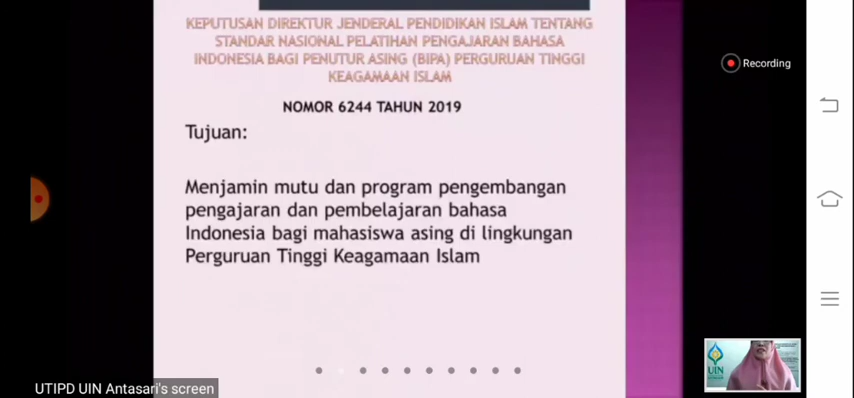 KEPUTUSAN DIREKTUR JENDERAL PENDIDIKAN ISLAM TENTANG
STANDAR NASIONAL PELATIHAN PENGAJARAN BAHASA
INDONESIA BAGI PENUTUR ASING (BIPA) PERGURUAN TINGGI
KEAGAMAAN ISLAM
Recording
NOMOR 6244 TAHUN 2019
Tujuan:
Menjamin mutu dan program pengembangan
pengajaran dan pembelajaran bahasa
Indonesia bagi mahasiswa asing di lingkungan
Perguruan Tinggi Keagamaan Islam
UIN
UTIPD UIN Antasari's screen